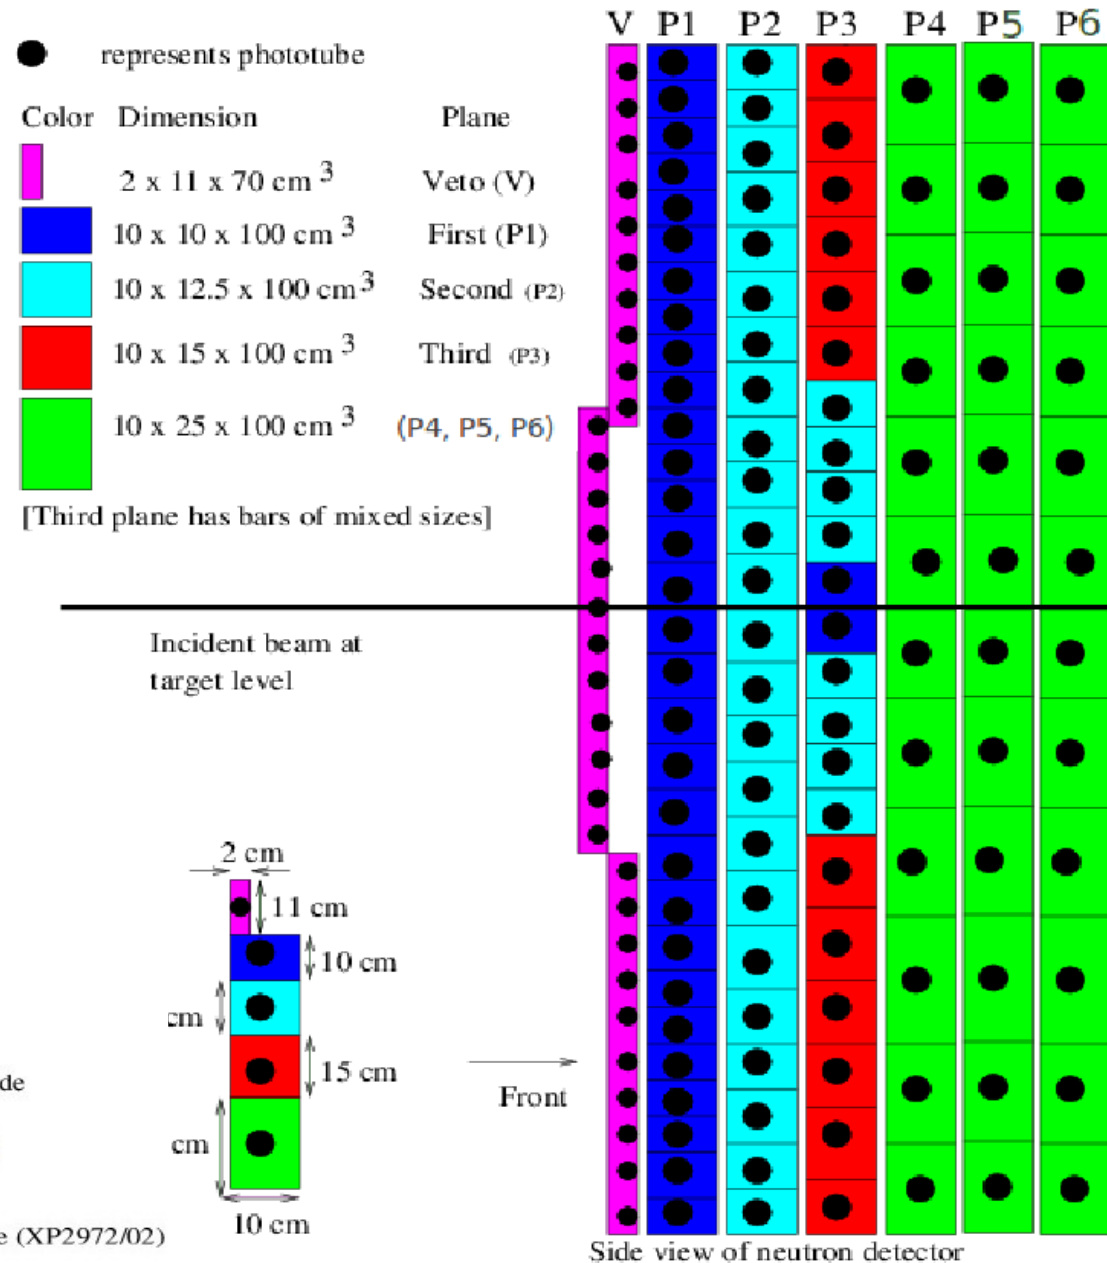 V P1 P2 P3 P4 P5 P6
represents phototube
Color Dimension Plane
2 x 11 x 70 cm 3 Veto (V)
10 x 10 x 100 cm 3 First (P1)
10 x 12.5 x 100 cm 3 Second (P2)
10 x 15 x 100 cm 3 Third (P3)
10 x 25 x 100 cm 3 (P4, P5, P6)
[Third plane has bars of mixed sizes]
Incident beam at
target level
2 cm
11 cm
10 cm
cm
15 cm
de
Front
cm
10 cm
e (XP2972/02)
Side view of neutron detector